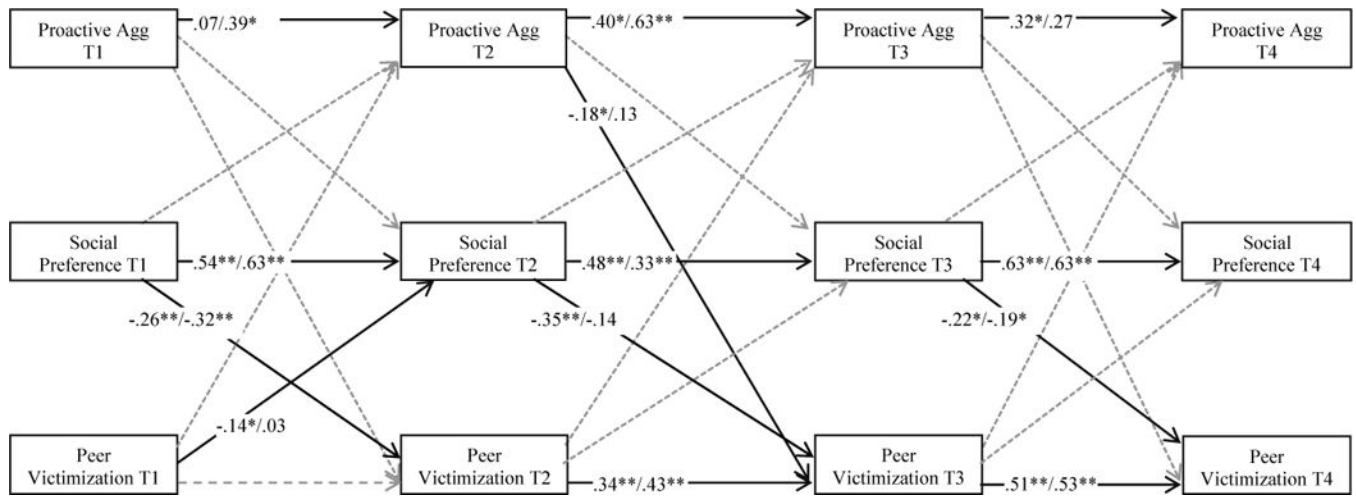 Proactive Agg
T1
.07/.39*
Proactive Agg
T2
.40*/.63**
Proactive Agg
T3
.32*/.27
Proactive Agg
T4
-.18*/.13
Social
Preference T1
.54**/.63**
Social
Preference T2
.48**/.33**
Social
Preference T3
.63**/.63**
Social
Preference T4
-.26**/-.32**
-.35**/-.14
-.22*/-.19*
-.14*/.03
Peer
Victimization T1
Peer
Victimization T2
.34**/.43**
Peer
Victimization T3
.51**/.53**
Peer
Victimization T4